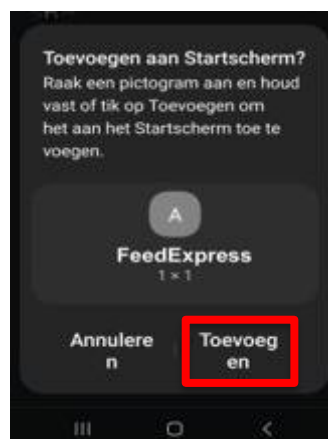 Toevoegen aan Startscherm?
Raak een pictogram aan en houd
vast of tik op Toevoegen om
het aan het Startscherm toe te
voegen.
A
FeedExpress
1 × 1
Annulere
n
Toevoeg
en